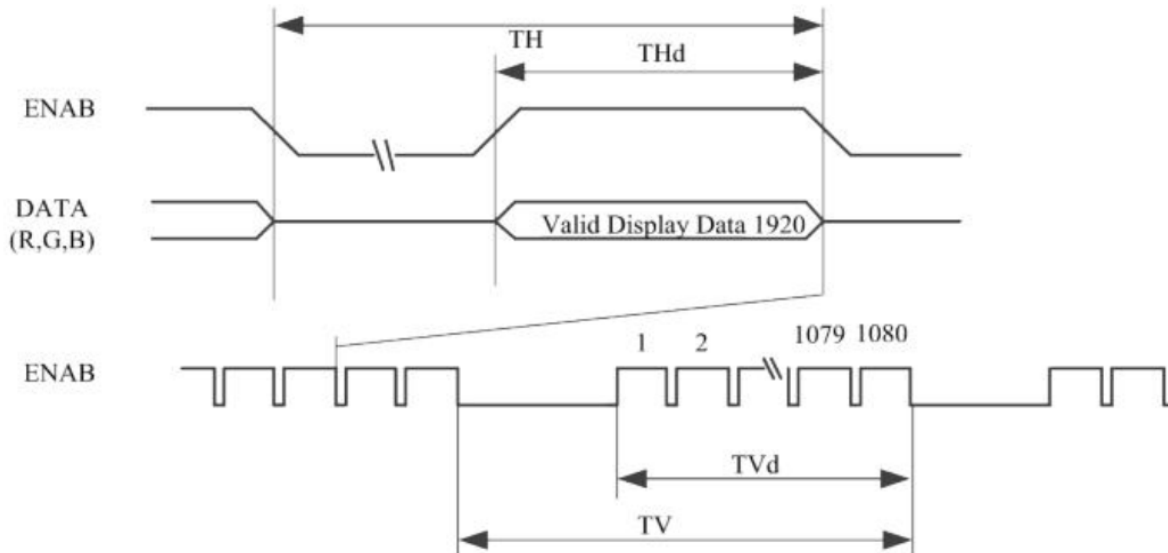 TH
THd
ENAB
DATA
(R,G,B)
Valid Display Data 1920
1 2 1079 1080
ENAB
TVd
TV